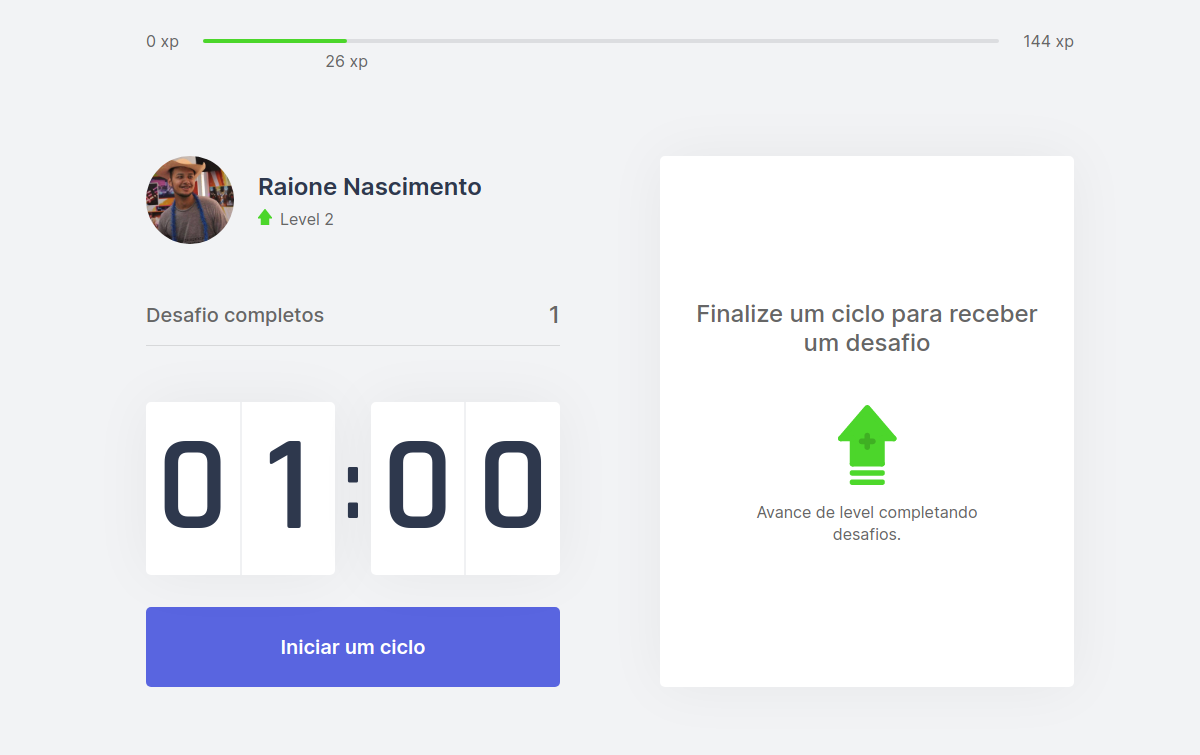 0 xp
144 xp
26 xp
Raione Nascimento
Level 2
Desafio completos
1
01:00
Iniciar um ciclo
Finalize um ciclo para receber
um desafio
Avance de level completando
desafios.